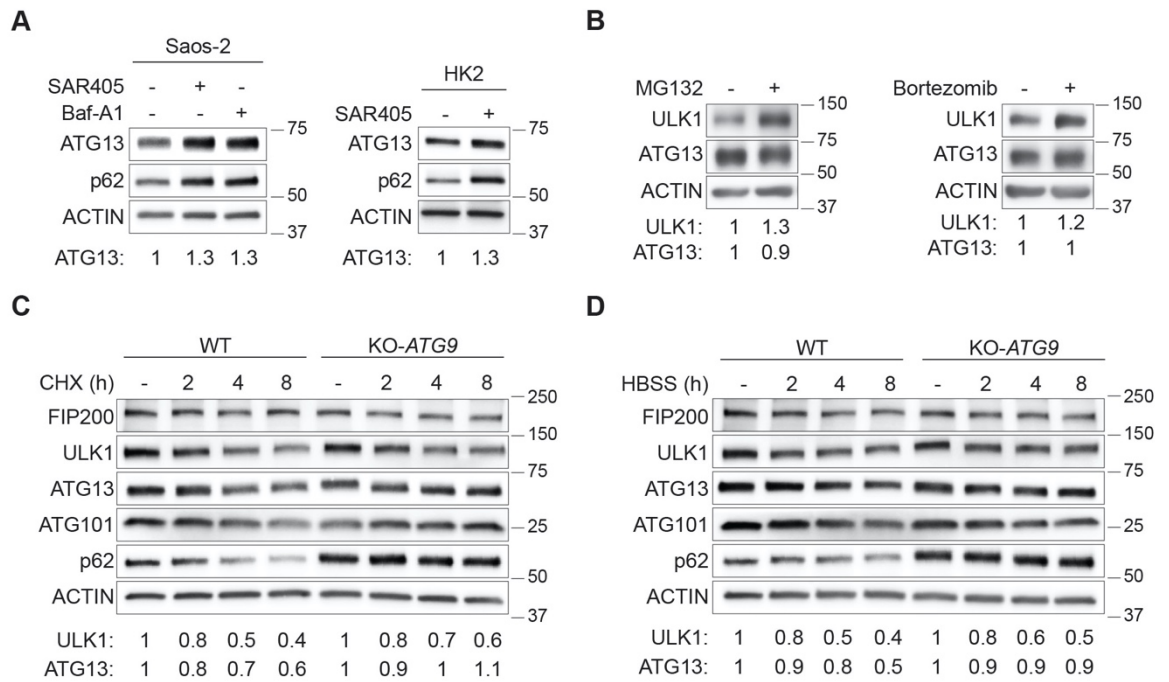 A
Saos-2
SAR405 - + -
Baf-A1 - - +
ATG13
75
p62
50
ACTIN
37
ATG13: 1 1.3 1.3
HK2
SAR405 - +
ATG13
75
p62
50
ACTIN
37
ATG13: 1 1.3
B
MG132 - +
150
ULK1
75
ATG13
50
ACTIN
37
ULK1: 1 1.3
ATG13: 1 0.9
Bortezomib - +
150
ULK1
75
ATG13
50
ACTIN
37
ULK1: 1 1.2
ATG13: 1 1
C
WT KO-ATG9
CHX (h) - 2 4 8 - 2 4 8
250
FIP200
150
ULK1
75
ATG13
ATG101
25
p62
50
ACTIN
37
ULK1: 1 0.8 0.5 0.4 1 0.8 0.7 0.6
ATG13: 1 0.8 0.7 0.6 1 0.9 1 1.1
D
WT KO-ATG9
HBSS (h) - 2 4 8 - 2 4 8
250
FIP200
150
ULK1
75
ATG13
ATG101
25
p62
50
ACTIN
37
ULK1: 1 0.8 0.5 0.4 1 0.8 0.6 0.5
ATG13: 1 0.9 0.8 0.5 1 0.9 0.9 0.9